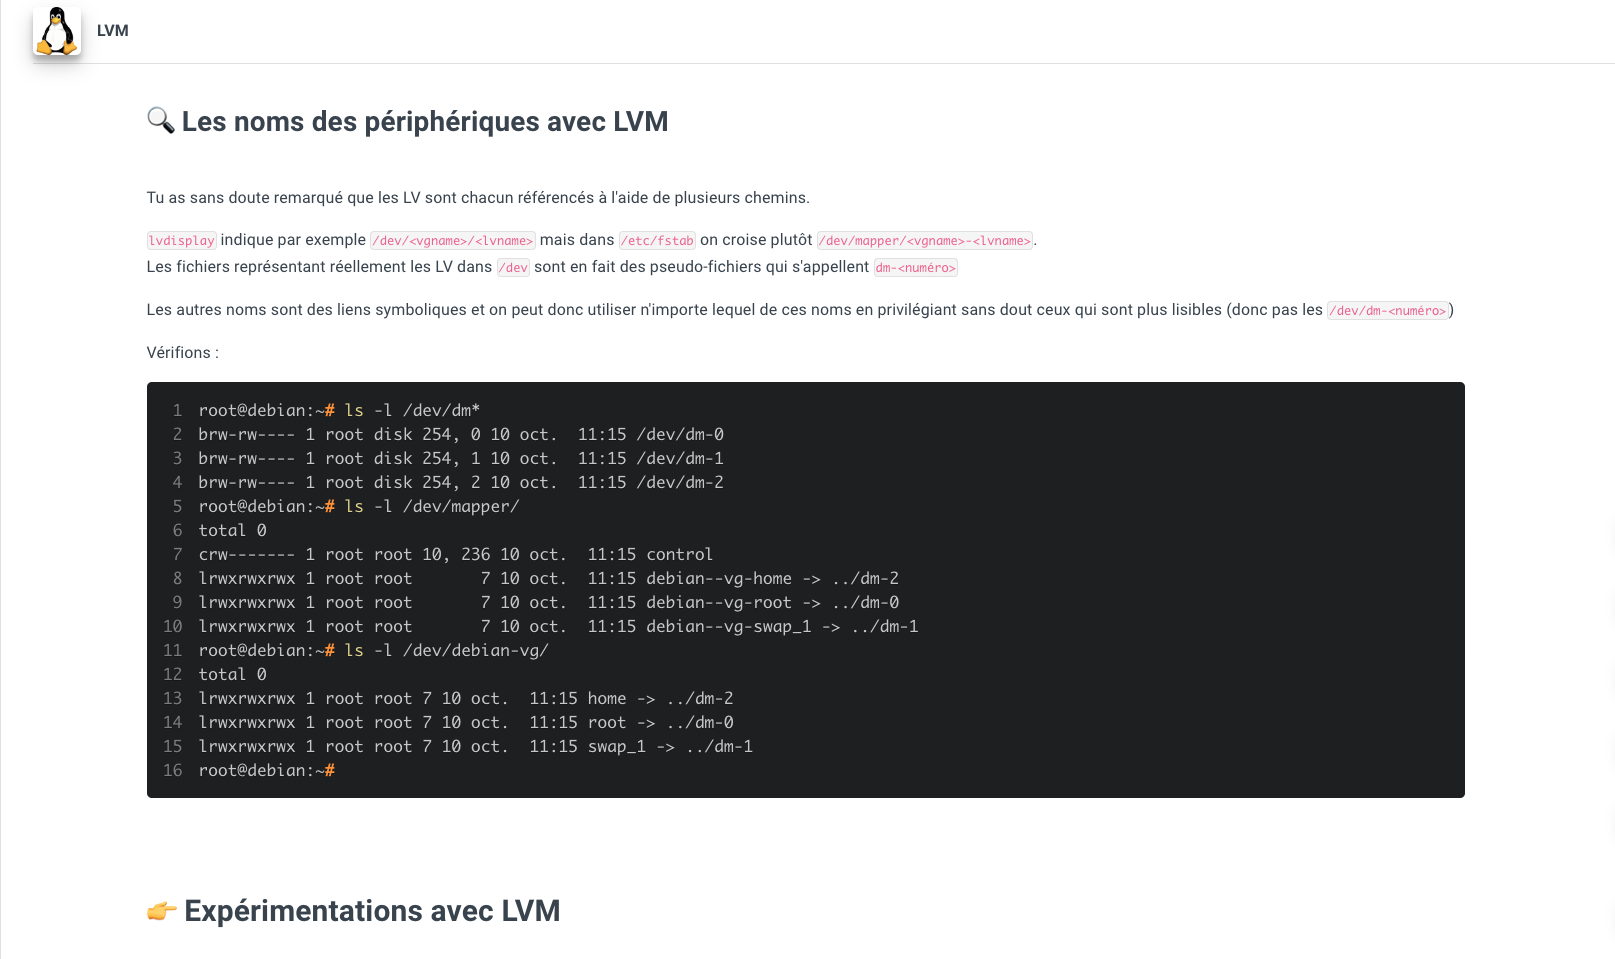 LVM
🔍 Les noms des périphériques avec LVM
Tu as sans doute remarqué que les LV sont chacun référencés à l'aide de plusieurs chemins.
lvdisplay indique par exemple /dev/<vgname>/<lvname> mais dans /etc/fstab on croise plutôt /dev/mapper/<vgname>-<lvname>.
Les fichiers représentant réellement les LV dans /dev sont en fait des pseudo-fichiers qui s'appellent dm-<numéro>
Les autres noms sont des liens symboliques et on peut donc utiliser n'importe lequel de ces noms en privilégiant sans dout ceux qui sont plus lisibles (donc pas les /dev/dm-<numéro>)
Vérifions :
1 root@debian:~# ls -l /dev/dm*
2 brw-rw---- 1 root disk 254, 0 10 oct.  11:15 /dev/dm-0
3 brw-rw---- 1 root disk 254, 1 10 oct.  11:15 /dev/dm-1
4 brw-rw---- 1 root disk 254, 2 10 oct.  11:15 /dev/dm-2
5 root@debian:~# ls -l /dev/mapper/
6 total 0
7 crw------- 1 root root 10, 236 10 oct.  11:15 control
8 lrwxrwxrwx 1 root root       7 10 oct.  11:15 debian--vg-home -> ../dm-2
9 lrwxrwxrwx 1 root root       7 10 oct.  11:15 debian--vg-root -> ../dm-0
10 lrwxrwxrwx 1 root root       7 10 oct.  11:15 debian--vg-swap_1 -> ../dm-1
11 root@debian:~# ls -l /dev/debian-vg/
12 total 0
13 lrwxrwxrwx 1 root root 7 10 oct.  11:15 home -> ../dm-2
14 lrwxrwxrwx 1 root root 7 10 oct.  11:15 root -> ../dm-0
15 lrwxrwxrwx 1 root root 7 10 oct.  11:15 swap_1 -> ../dm-1
16 root@debian:~#
👉 Expérimentations avec LVM